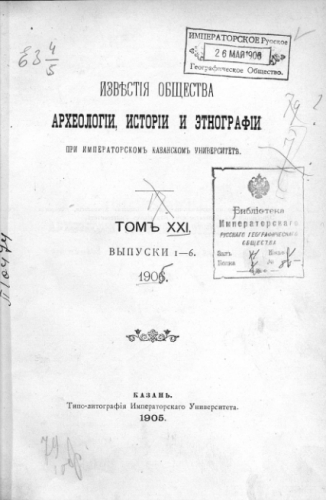 ИМПЕРАТОРСКОЕ Русское
26 МАЯ 1906
Географическое Общество.
ИЗВѢСТІЯ ОБЩЕСТВА
АРХЕОЛОГІИ, ИСТОРІИ И ЭТНОГРАФІИ
ПРИ ИМПЕРАТОРСКОМЪ КАЗАНСКОМЪ УНИВЕРСИТЕТѢ.
ТОМЪ XXI,
ВЫПУСКИ 1—6.
1905.
Библіотека
Императорскаго
РУССКАГО ГЕОГРАФИЧЕСКАГО
ОБЩЕСТВА
КАЗАНЬ.
Типо-литографія Императорскаго Университета.
1905.